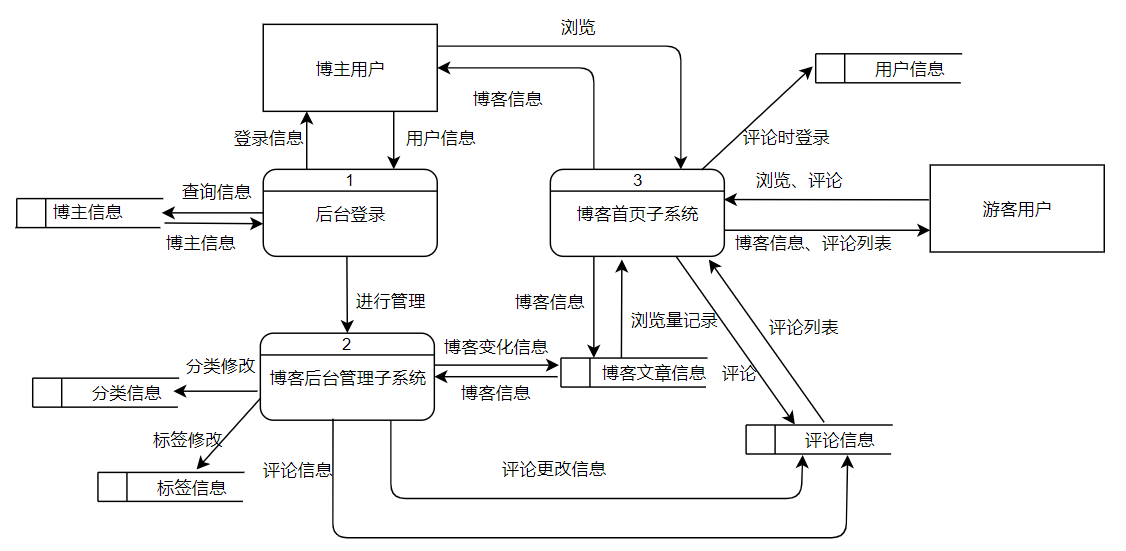 浏览
博主用户
用户信息
博客信息
登录信息
用户信息
评论时登录
1
3
查询信息
浏览、评论
博主信息
后台登录
博客首页子系统
游客用户
博主信息
博客信息、评论列表
进行管理
博客信息
浏览量记录
评论列表
2
博客变化信息
分类修改
博客后台管理子系统
博客文章信息
评论
分类信息
博客信息
标签修改
评论信息
评论信息
评论更改信息
标签信息